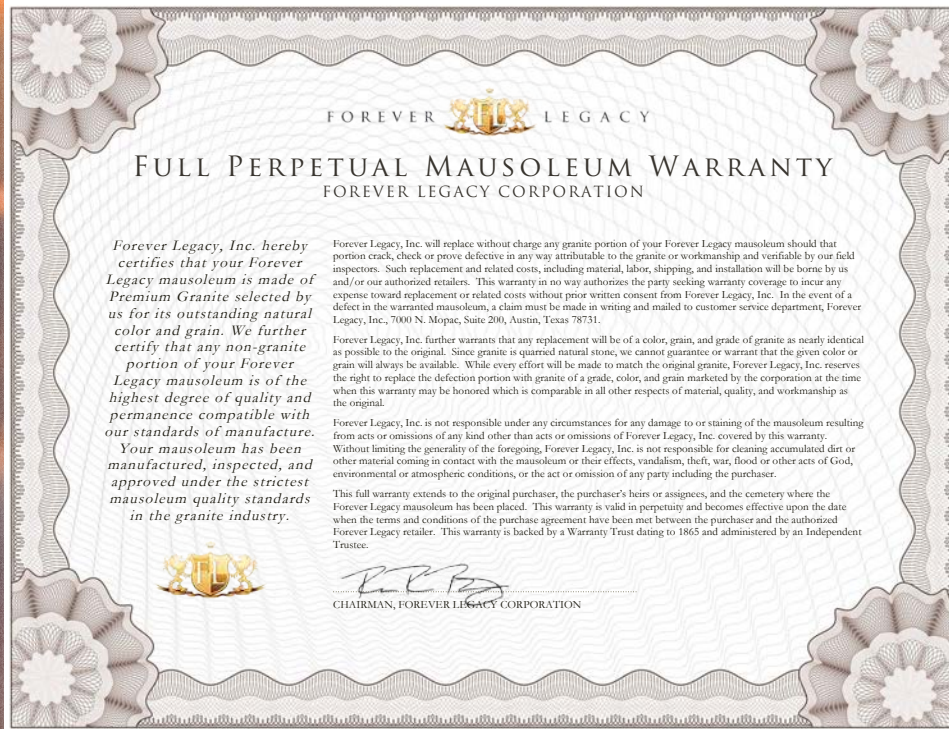 FOREVER FL LEGACY
FULL PERPETUAL MAUSOLEUM WARRANTY
FOREVER LEGACY CORPORATION
Forever Legacy, Inc. hereby
certifies that your Forever
Legacy mausoleum is made of
Premium Granite selected by
us for its outstanding natural
color and grain. We further
certify that any non-granite
portion of your Forever
Legacy mausoleum is of the
highest degree of quality and
permanence compatible with
our standards of manufacture.
Your mausoleum has been
manufactured, inspected, and
approved under the strictest
mausoleum quality standards
in the granite industry.
FL
Forever Legacy, Inc. will replace without charge any granite portion of your Forever Legacy mausoleum should that
portion crack, check or prove defective in any way attributable to the granite or workmanship and verifiable by our field
inspectors. Such replacement and related costs, including material, labor, shipping, and installation will be borne by us
and/or our authorized retailers. This warranty in no way authorizes the party seeking warranty coverage to incur any
expense toward replacement or related costs without prior written consent from Forever Legacy, Inc. In the event of a
defect in the warranted mausoleum, a claim must be made in writing and mailed to customer service department, Forever
Legacy, Inc., 7000 N. Mopac, Suite 200, Austin, Texas 78731.
Forever Legacy, Inc. further warrants that any replacement will be of a color, grain, and grade of granite as nearly identical
as possible to the original. Since granite is quarried natural stone, we cannot guarantee or warrant that the given color or
grain will always be available. While every effort will be made to match the original granite, Forever Legacy, Inc. reserves
the right to replace the defection portion with granite of a grade, color, and grain marketed by the corporation at the time
when this warranty may be honored which is comparable in all other respects of material, quality, and workmanship as
the original.
Forever Legacy, Inc. is not responsible under any circumstances for any damage to or staining of the mausoleum resulting
from acts or omissions of any kind other than acts or omissions of Forever Legacy, Inc. covered by this warranty.
Without limiting the generality of the foregoing, Forever Legacy, Inc. is not responsible for cleaning accumulated dirt or
other material coming in contact with the mausoleum or their effects, vandalism, theft, war, flood or other acts of God,
environmental or atmospheric conditions, or the act or omission of any party including the purchaser.
This full warranty extends to the original purchaser, the purchaser's heirs or assignees, and the cemetery where the
Forever Legacy mausoleum has been placed. This warranty is valid in perpetuity and becomes effective upon the date
when the terms and conditions of the purchase agreement have been met between the purchaser and the authorized
Forever Legacy retailer. This warranty is backed by a Warranty Trust dating to 1865 and administered by an Independent
Trustee.
CHAIRMAN, FOREVER LEGACY CORPORATION